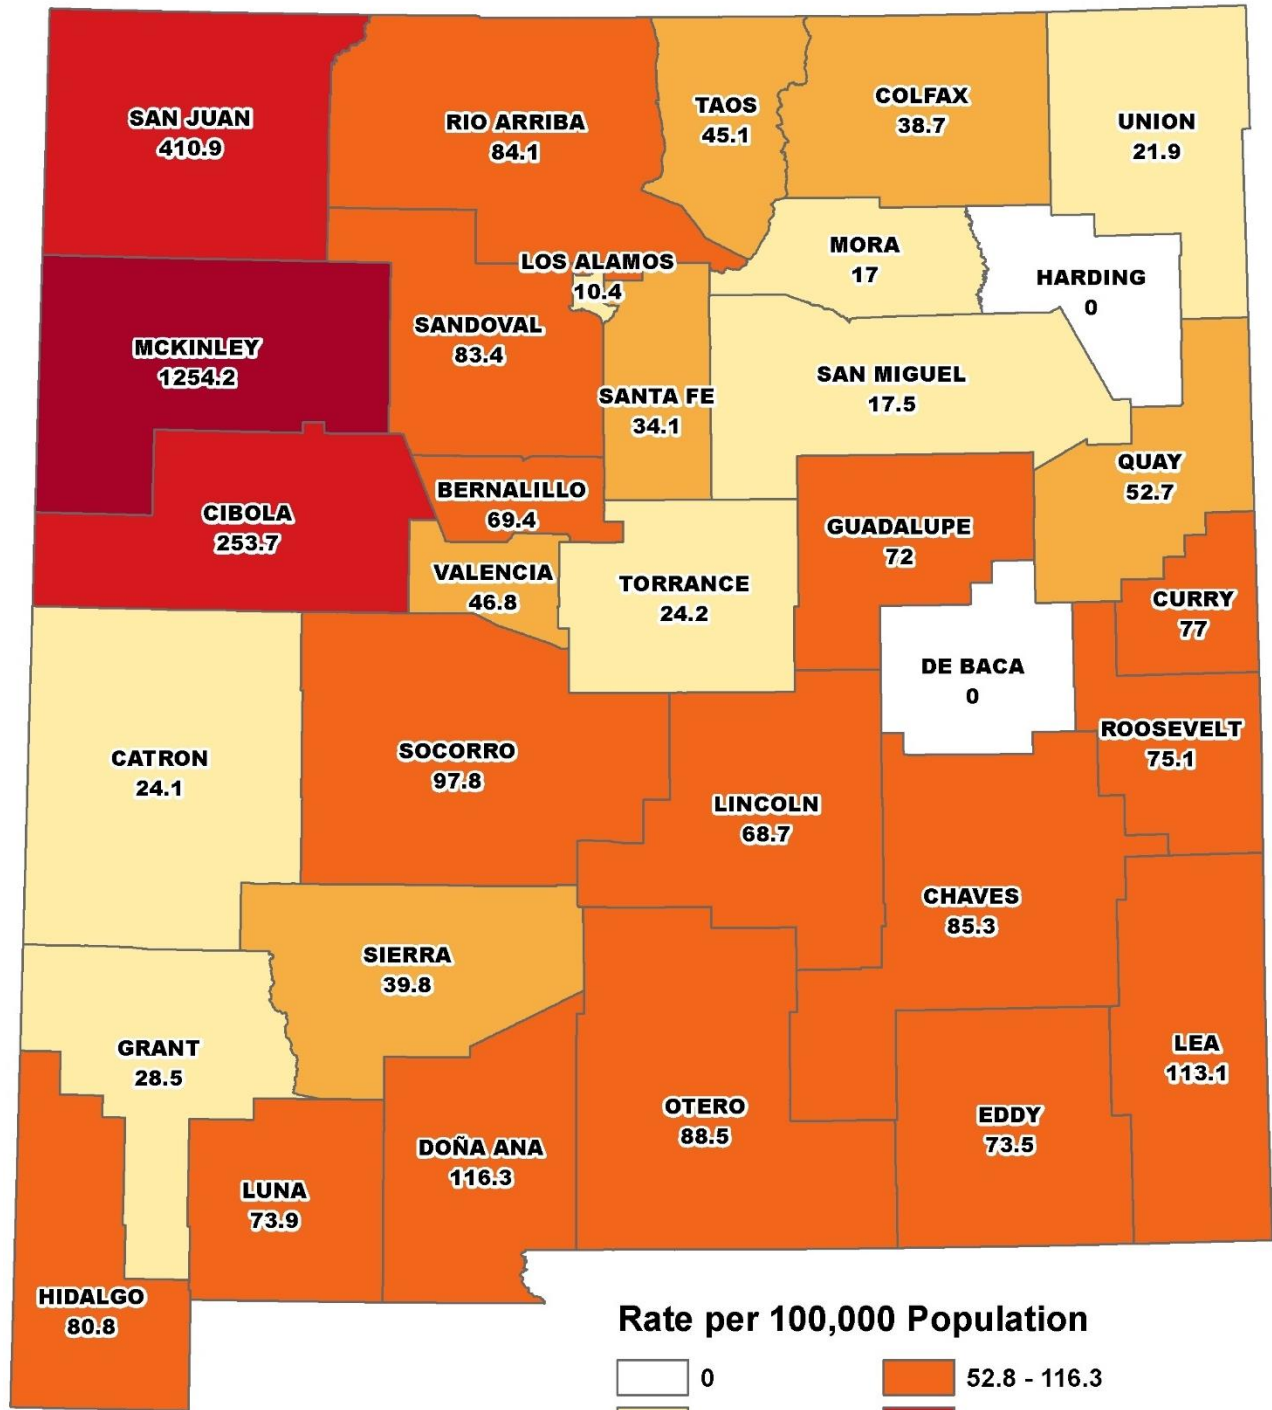 SAN JUAN
410.9
RIO ARRIBA
84.1
TAOS
45.1
COLFAX
38.7
UNION
21.9
MORA
17
HARDING
0
LOS ALAMOS
10.4
MCKINLEY
1254.2
SANDOVAL
83.4
SANTA FE
34.1
SAN MIGUEL
17.5
QUAY
52.7
CIBOLA
253.7
BERNALILLO
69.4
GUADALUPE
72
VALENCIA
46.8
TORRANCE
24.2
CURRY
77
DE BACA
0
CATRON
24.1
SOCORRO
97.8
ROOSEVELT
75.1
LINCOLN
68.7
CHAVES
85.3
SIERRA
39.8
GRANT
28.5
LEA
113.1
OTERO
88.5
EDDY
73.5
DOÑA ANA
116.3
LUNA
73.9
HIDALGO
80.8
Rate per 100,000 Population
0
52.8 - 116.3